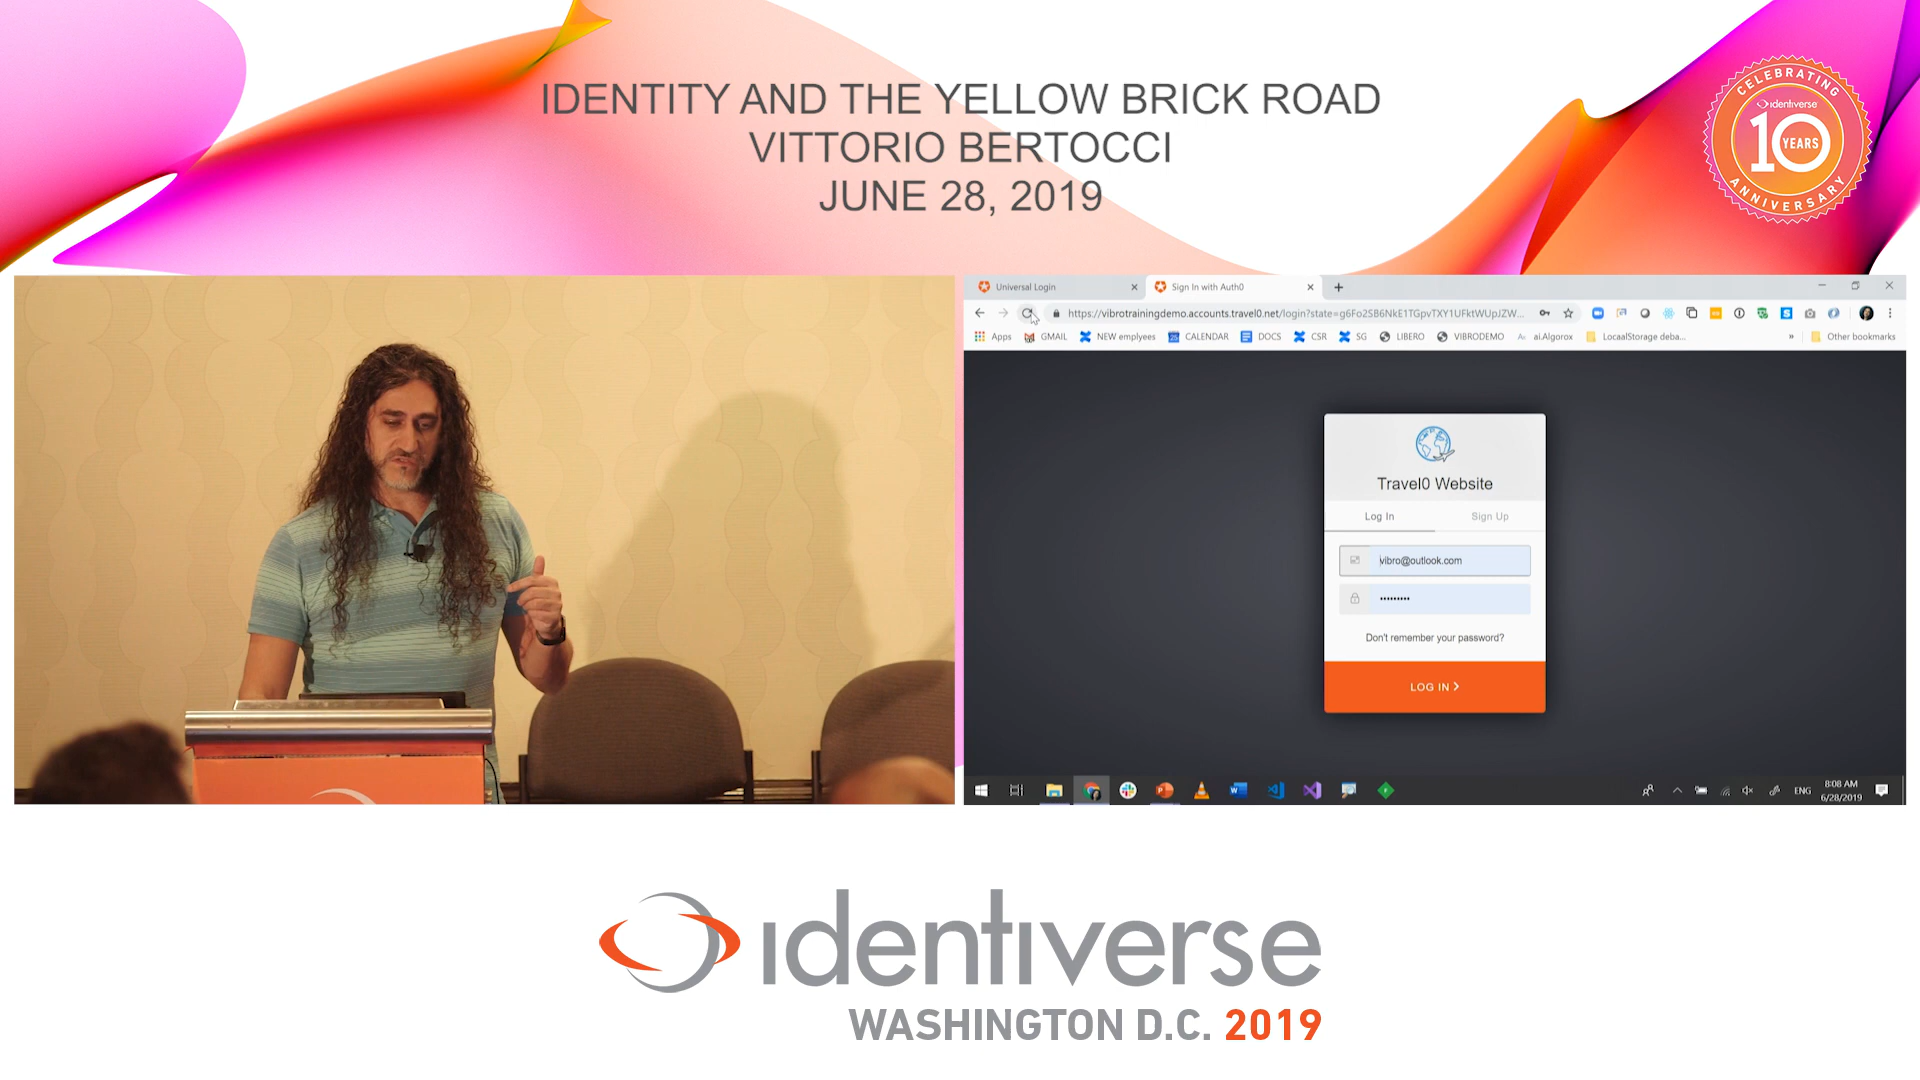 IDENTITY AND THE YELLOW BRICK ROAD
VITTORIO BERTOCCI
JUNE 28, 2019
CELEBRATING
identiverse
10 YEARS
ANNIVERSARY
Universal Login
Sign In with Auth0
https://vibrotrainingdemo.accounts.travel0.net/login?state=g6Fo2SB6NkE1TGpvTXY1UFktWUpJZW...
Apps GMAIL NEW emplyees CALENDAR DOCS CSR SG LIBERO VIBRODEMO ai.Algorox LocaalStorage deba... » Other bookmarks
Travel0 Website
Log In Sign Up
vibro@outlook.com
•••••••••
Don't remember your password?
LOG IN >
ENG
8:08 AM
6/28/2019
identiverse
WASHINGTON D.C. 2019